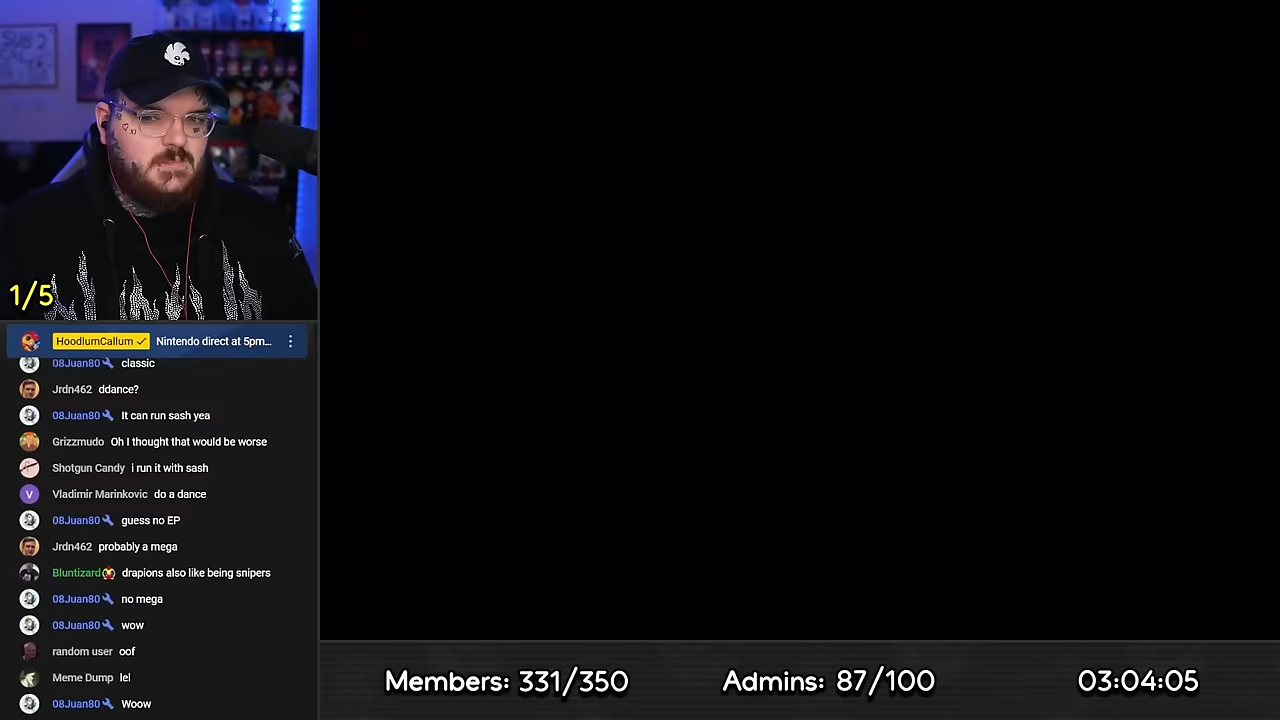 SUB 2
1/5
HoodlumCallum Nintendo direct at 5pm...
08Juan80 classic
Jrdn462 ddance?
08Juan80 It can run sash yea
Grizzmudo Oh I thought that would be worse
Shotgun Candy i run it with sash
V Vladimir Marinkovic do a dance
08Juan80 guess no EP
Jrdn462 probably a mega
Bluntizard drapions also like being snipers
08Juan80 no mega
08Juan80 wow
random user oof
Meme Dump lel
08Juan80 Woow
Members: 331/350
Admins: 87/100
03:04:05